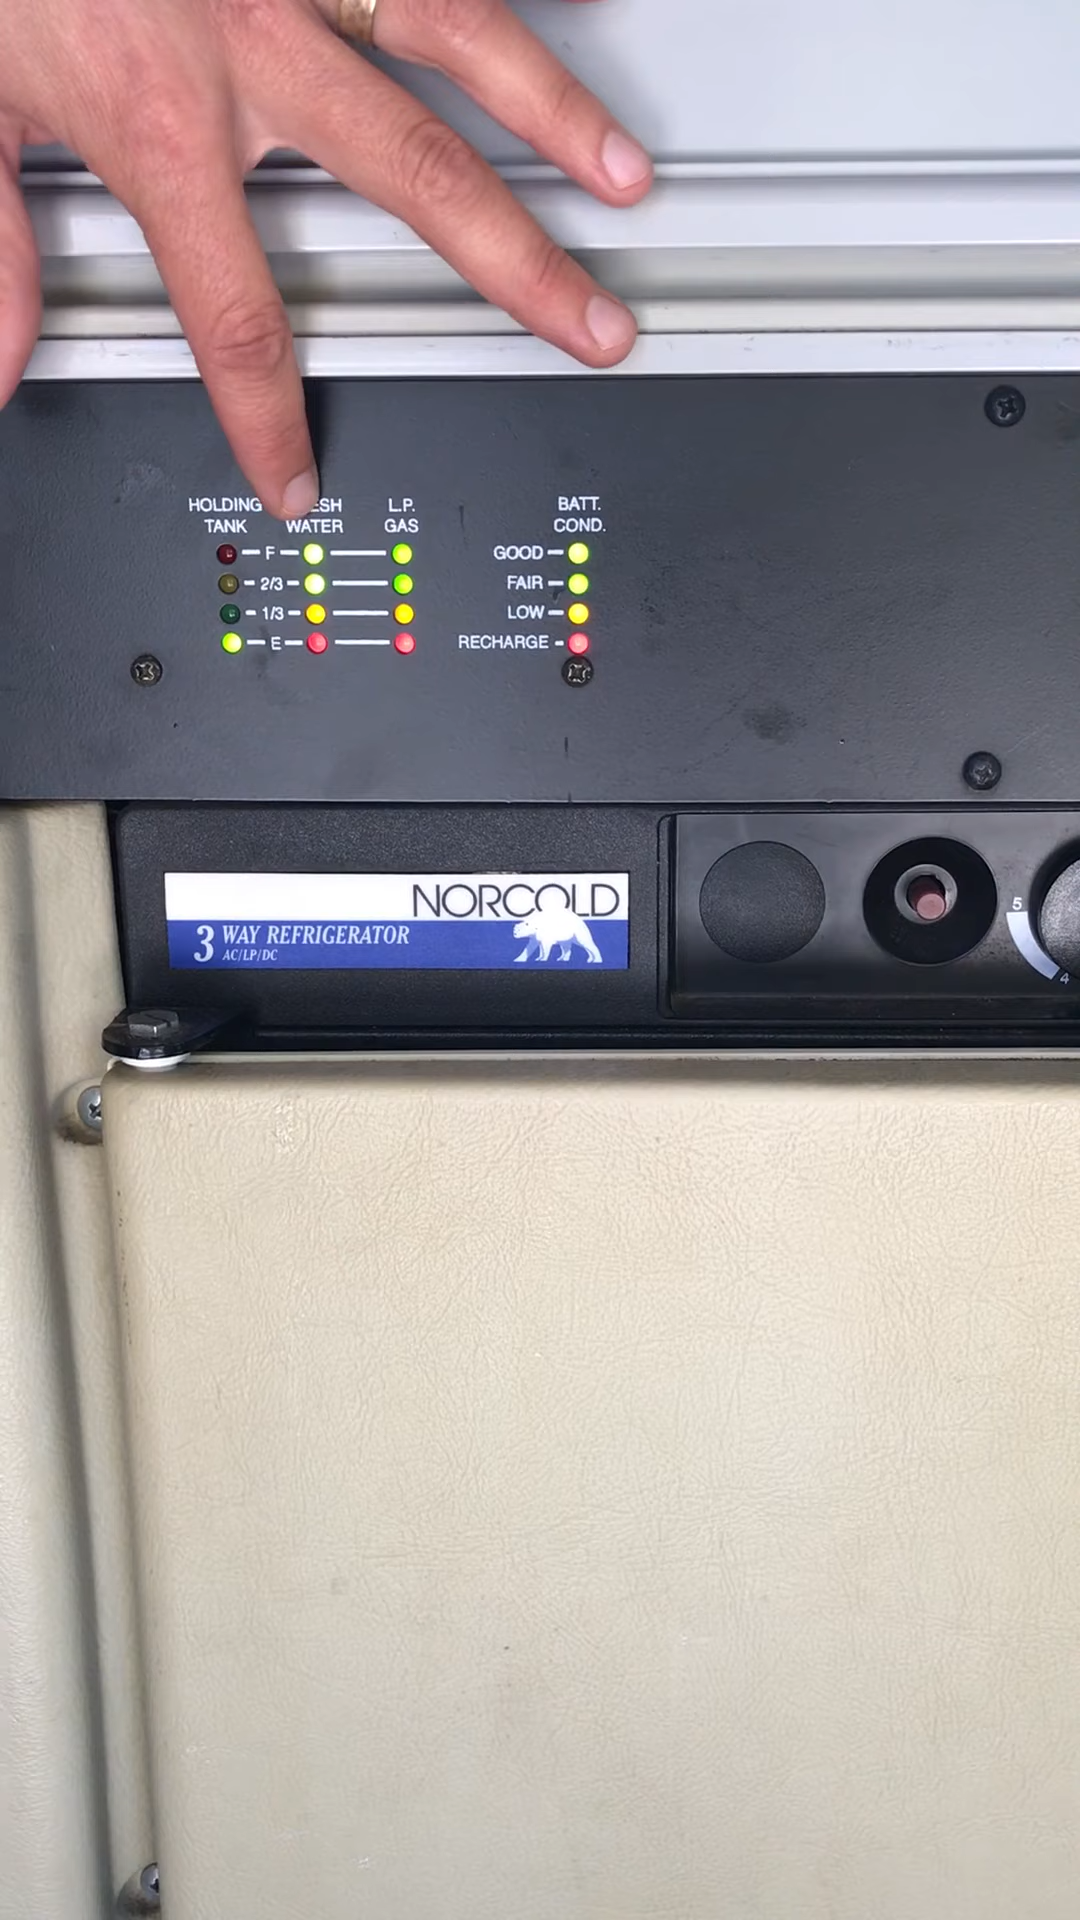 HOLDING
TANK
WATER
L.P.
GAS
BATT.
COND.
F
2/3
1/3
E
GOOD
FAIR
LOW
RECHARGE
NORCOLD
3 WAY REFRIGERATOR
AC/LP/DC
5
4